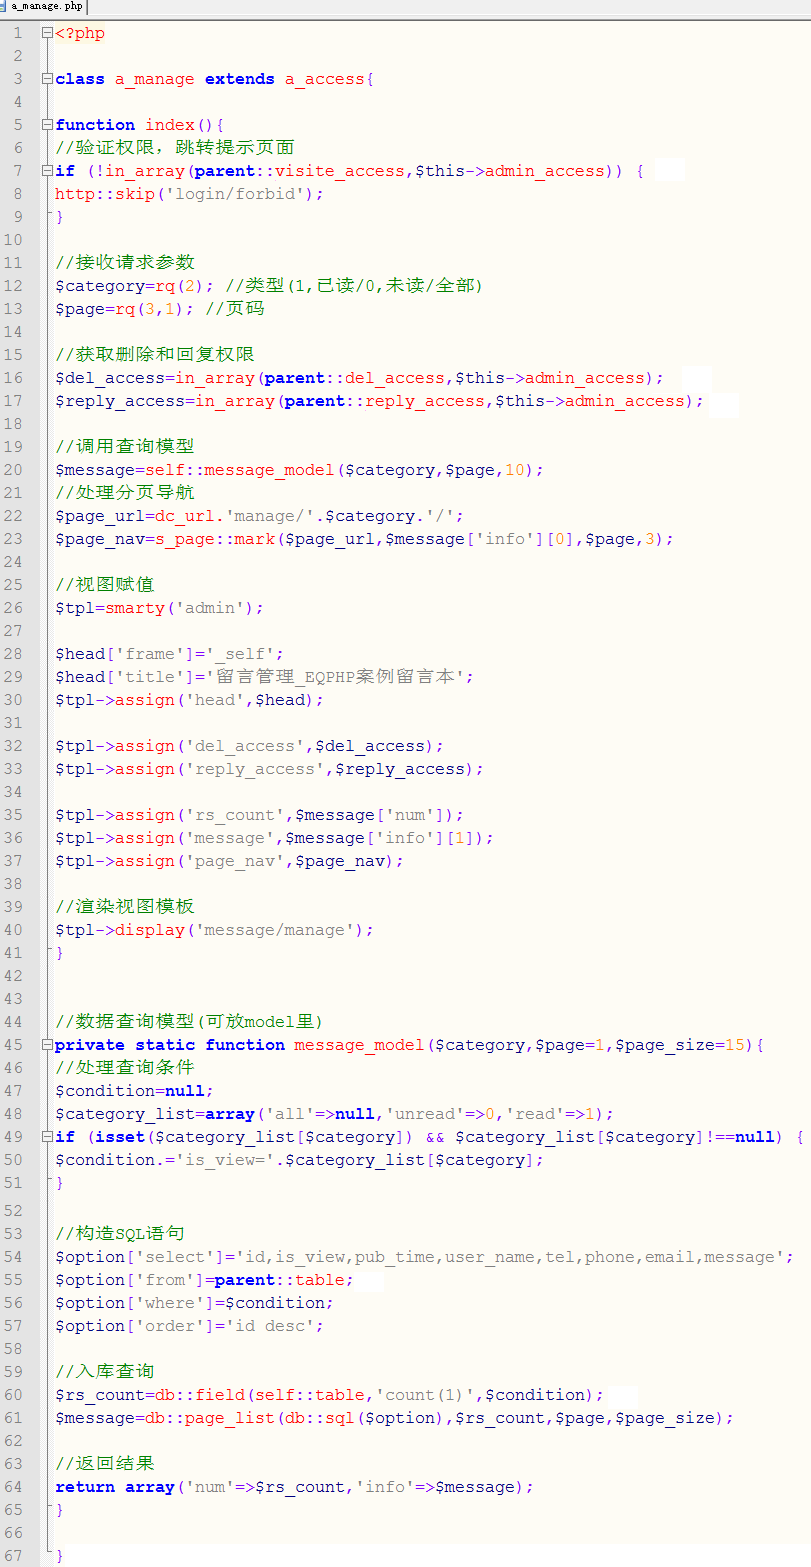 a_manage.php
1 <?php
2
3 class a_manage extends a_access{
4
5 function index(){
6 //验证权限，跳转提示页面
7 if (!in_array(parent::visite_access,$this->admin_access)) {
8 http::skip('login/forbid');
9 }
10
11 //接收请求参数
12 $category=rq(2); //类型(1,已读/0,未读/全部)
13 $page=rq(3,1); //页码
14
15 //获取删除和回复权限
16 $del_access=in_array(parent::del_access,$this->admin_access);
17 $reply_access=in_array(parent::reply_access,$this->admin_access);
18
19 //调用查询模型
20 $message=self::message_model($category,$page,10);
21 //处理分页导航
22 $page_url=dc_url.'manage/'.$category.'/';
23 $page_nav=s_page::mark($page_url,$message['info'][0],$page,3);
24
25 //视图赋值
26 $tpl=smarty('admin');
27
28 $head['frame']='_self';
29 $head['title']='留言管理_EQPHP案例留言本';
30 $tpl->assign('head',$head);
31
32 $tpl->assign('del_access',$del_access);
33 $tpl->assign('reply_access',$reply_access);
34
35 $tpl->assign('rs_count',$message['num']);
36 $tpl->assign('message',$message['info'][1]);
37 $tpl->assign('page_nav',$page_nav);
38
39 //渲染视图模板
40 $tpl->display('message/manage');
41 }
42
43
44 //数据查询模型(可放model里)
45 private static function message_model($category,$page=1,$page_size=15){
46 //处理查询条件
47 $condition=null;
48 $category_list=array('all'=>null,'unread'=>0,'read'=>1);
49 if (isset($category_list[$category]) && $category_list[$category]!==null) {
50 $condition.='is_view='.$category_list[$category];
51 }
52
53 //构造SQL语句
54 $option['select']='id,is_view,pub_time,user_name,tel,phone,email,message';
55 $option['from']=parent::table;
56 $option['where']=$condition;
57 $option['order']='id desc';
58
59 //入库查询
60 $rs_count=db::field(self::table,'count(1)',$condition);
61 $message=db::page_list(db::sql($option),$rs_count,$page,$page_size);
62
63 //返回结果
64 return array('num'=>$rs_count,'info'=>$message);
65 }
66
67 }